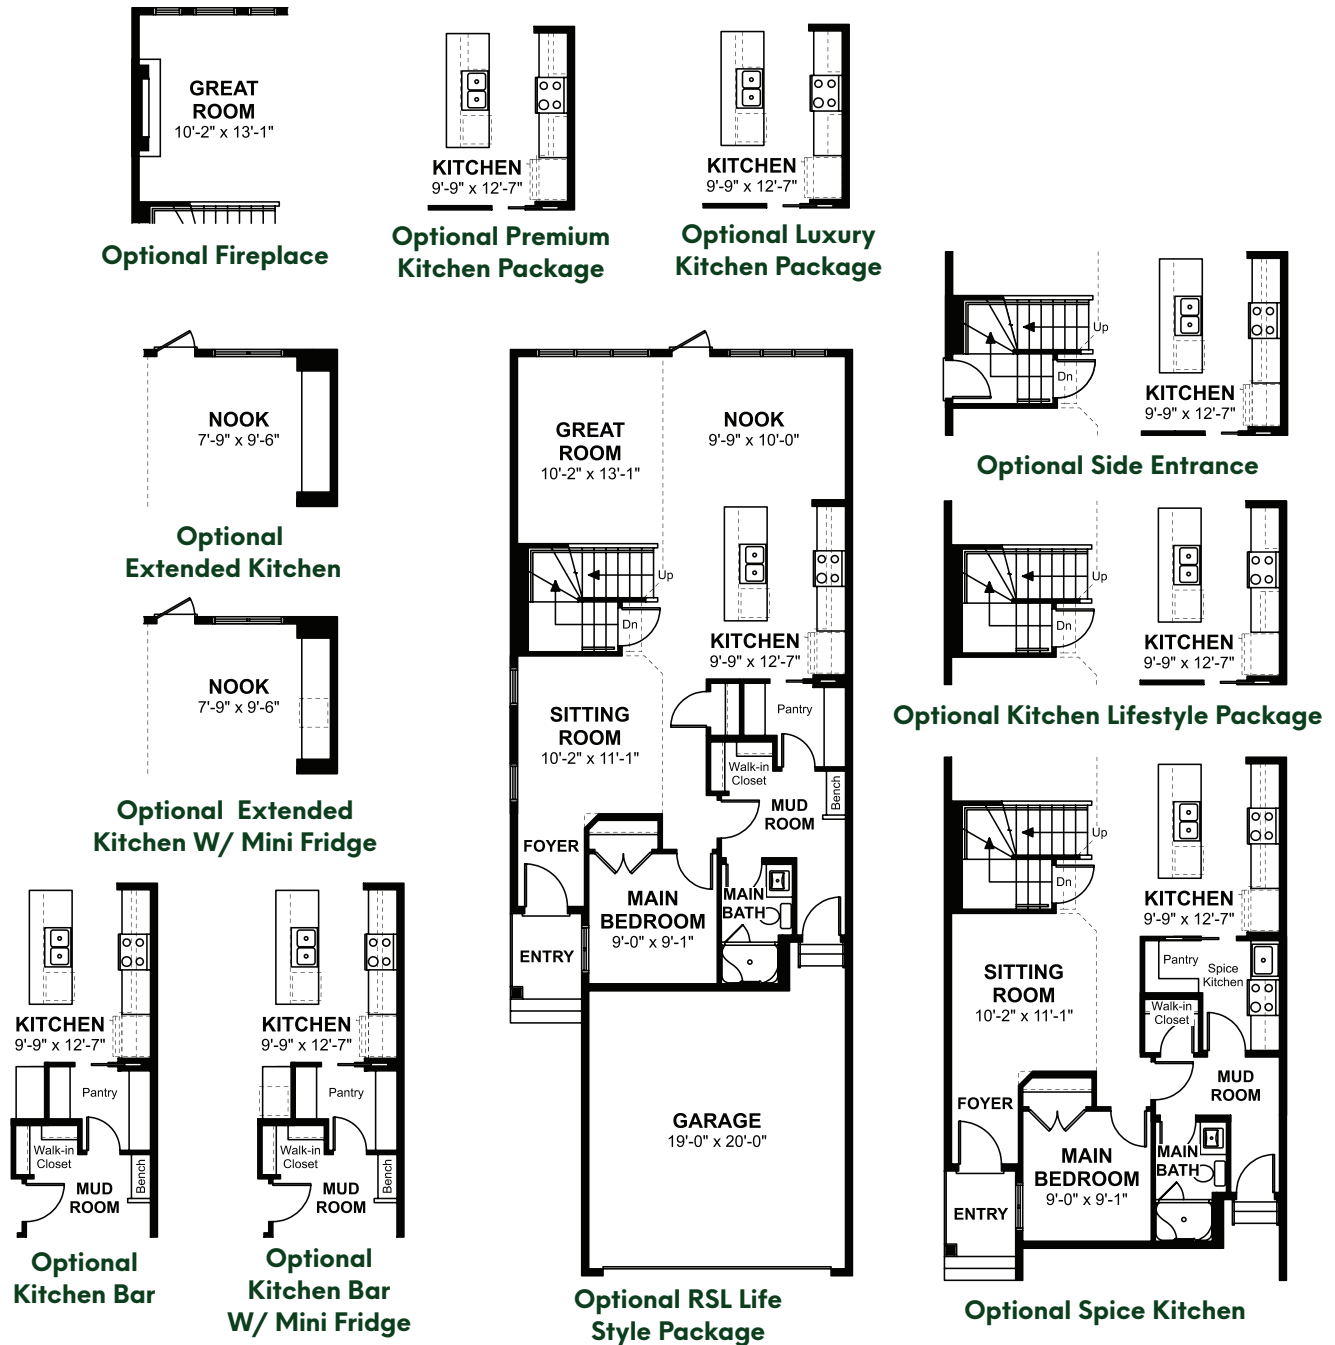 GREAT
ROOM
10'-2" x 13'-1"
Optional Fireplace
KITCHEN
9'-9" x 12'-7"
Optional Premium
Kitchen Package
KITCHEN
9'-9" x 12'-7"
Optional Luxury
Kitchen Package
Up
Dn
KITCHEN
9'-9" x 12'-7"
Optional Side Entrance
NOOK
7'-9" x 9'-6"
Optional
Extended Kitchen
NOOK
7'-9" x 9'-6"
Optional Extended
Kitchen W/ Mini Fridge
GREAT
ROOM
10'-2" x 13'-1"
NOOK
9'-9" x 10'-0"
Up
Dn
KITCHEN
9'-9" x 12'-7"
SITTING
ROOM
10'-2" x 11'-1"
Pantry
Walk-in
Closet
Bench
MUD
ROOM
FOYER
MAIN
BEDROOM
9'-0" x 9'-1"
MAIN
BATH
ENTRY
GARAGE
19'-0" x 20'-0"
Optional RSL Life
Style Package
Up
Dn
KITCHEN
9'-9" x 12'-7"
Optional Kitchen Lifestyle Package
Up
Dn
KITCHEN
9'-9" x 12'-7"
Pantry
Spice
Kitchen
SITTING
ROOM
10'-2" x 11'-1"
Walk-in
Closet
MUD
ROOM
FOYER
MAIN
BEDROOM
9'-0" x 9'-1"
MAIN
BATH
ENTRY
Optional Spice Kitchen
KITCHEN
9'-9" x 12'-7"
Pantry
Walk-in
Closet
Bench
MUD
ROOM
Optional
Kitchen Bar
KITCHEN
9'-9" x 12'-7"
Pantry
Walk-in
Closet
Bench
MUD
ROOM
Optional
Kitchen Bar
W/ Mini Fridge